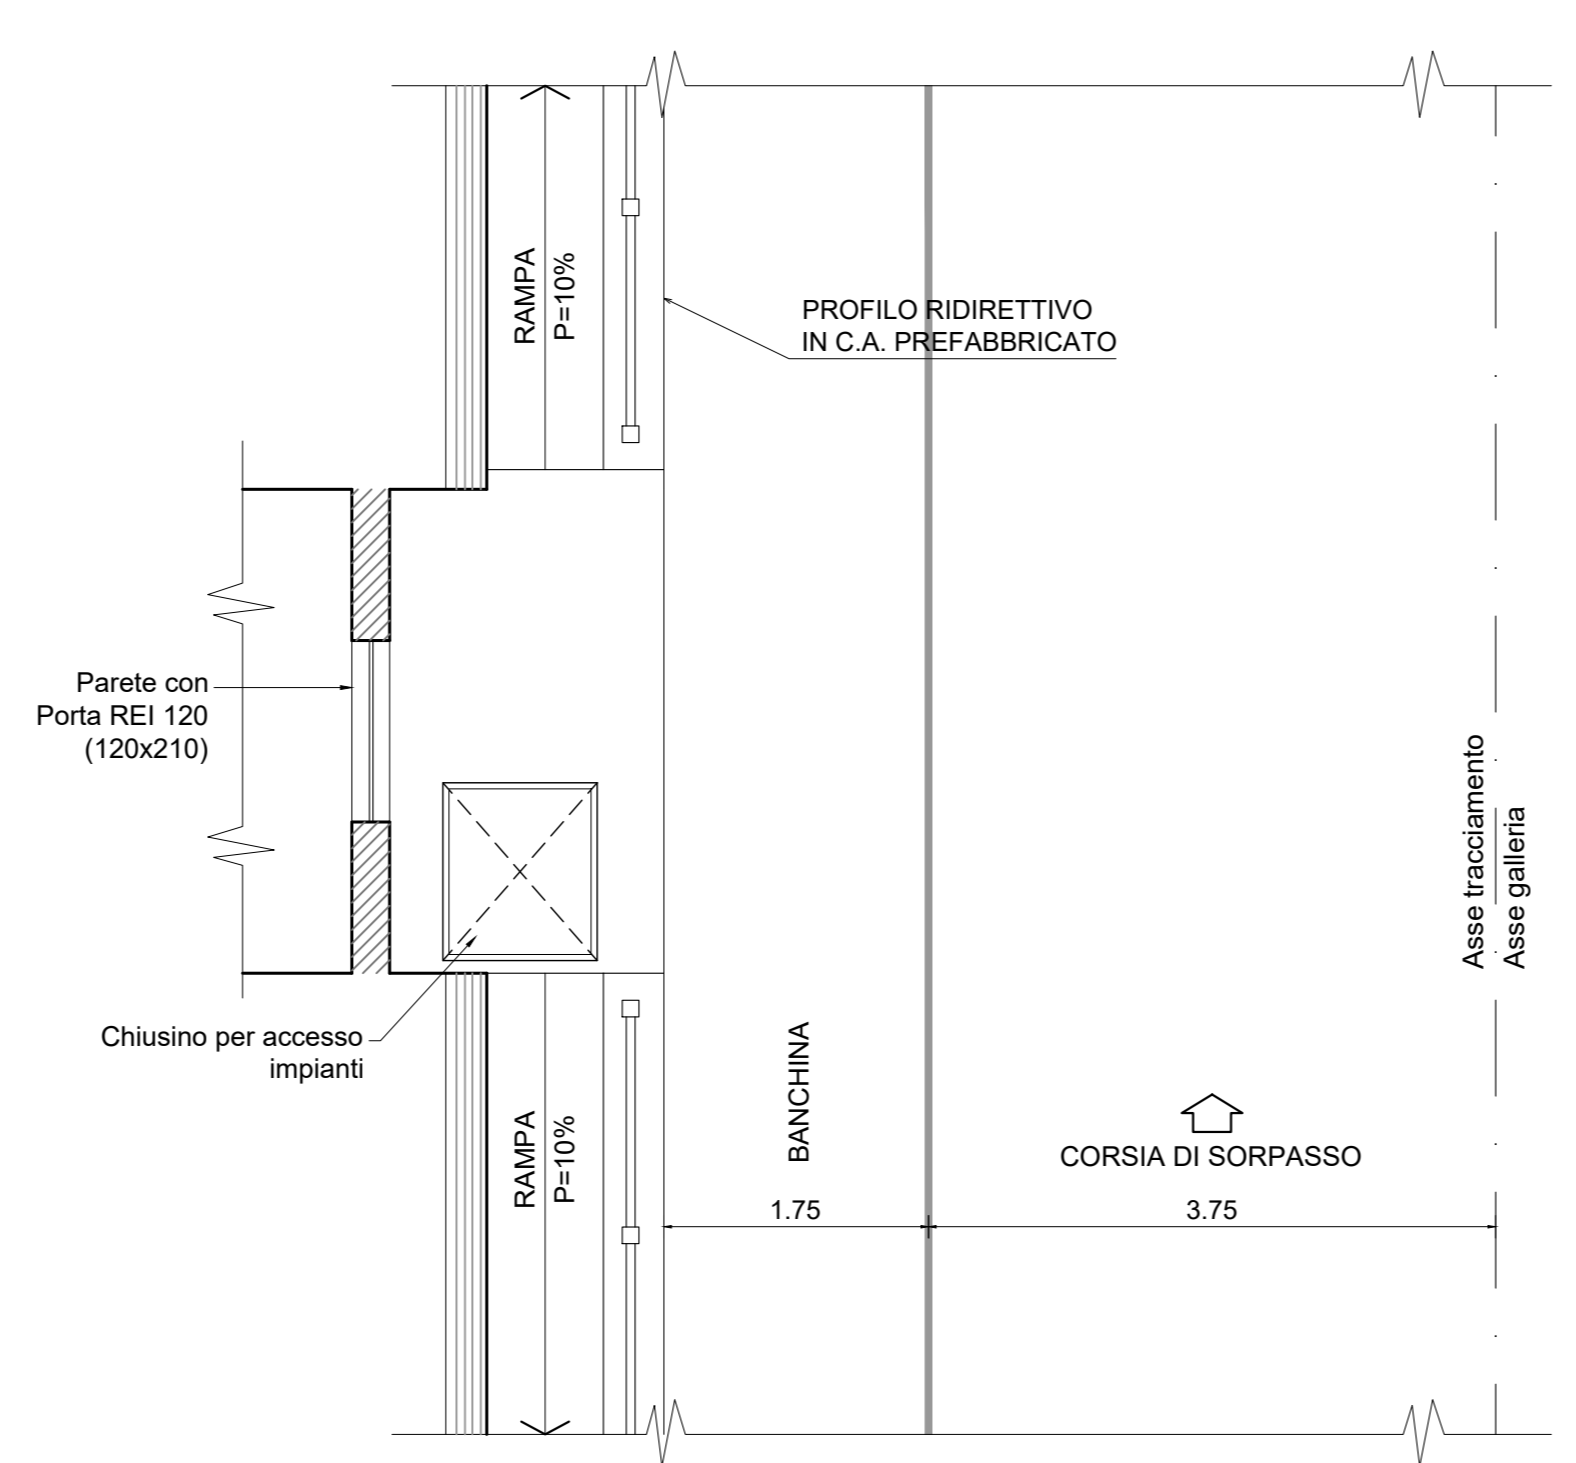 RAMPA
P=10%
PROFILO RIDIRETTIVO
IN C.A. PREFABBRICATO
Parete con
Porta REI 120
(120x210)
Asse tracciamento
Asse galleria
Chiusino per accesso
impianti
RAMPA
P=10%
BANCHINA
CORSIA DI SORPASSO
1.75
3.75